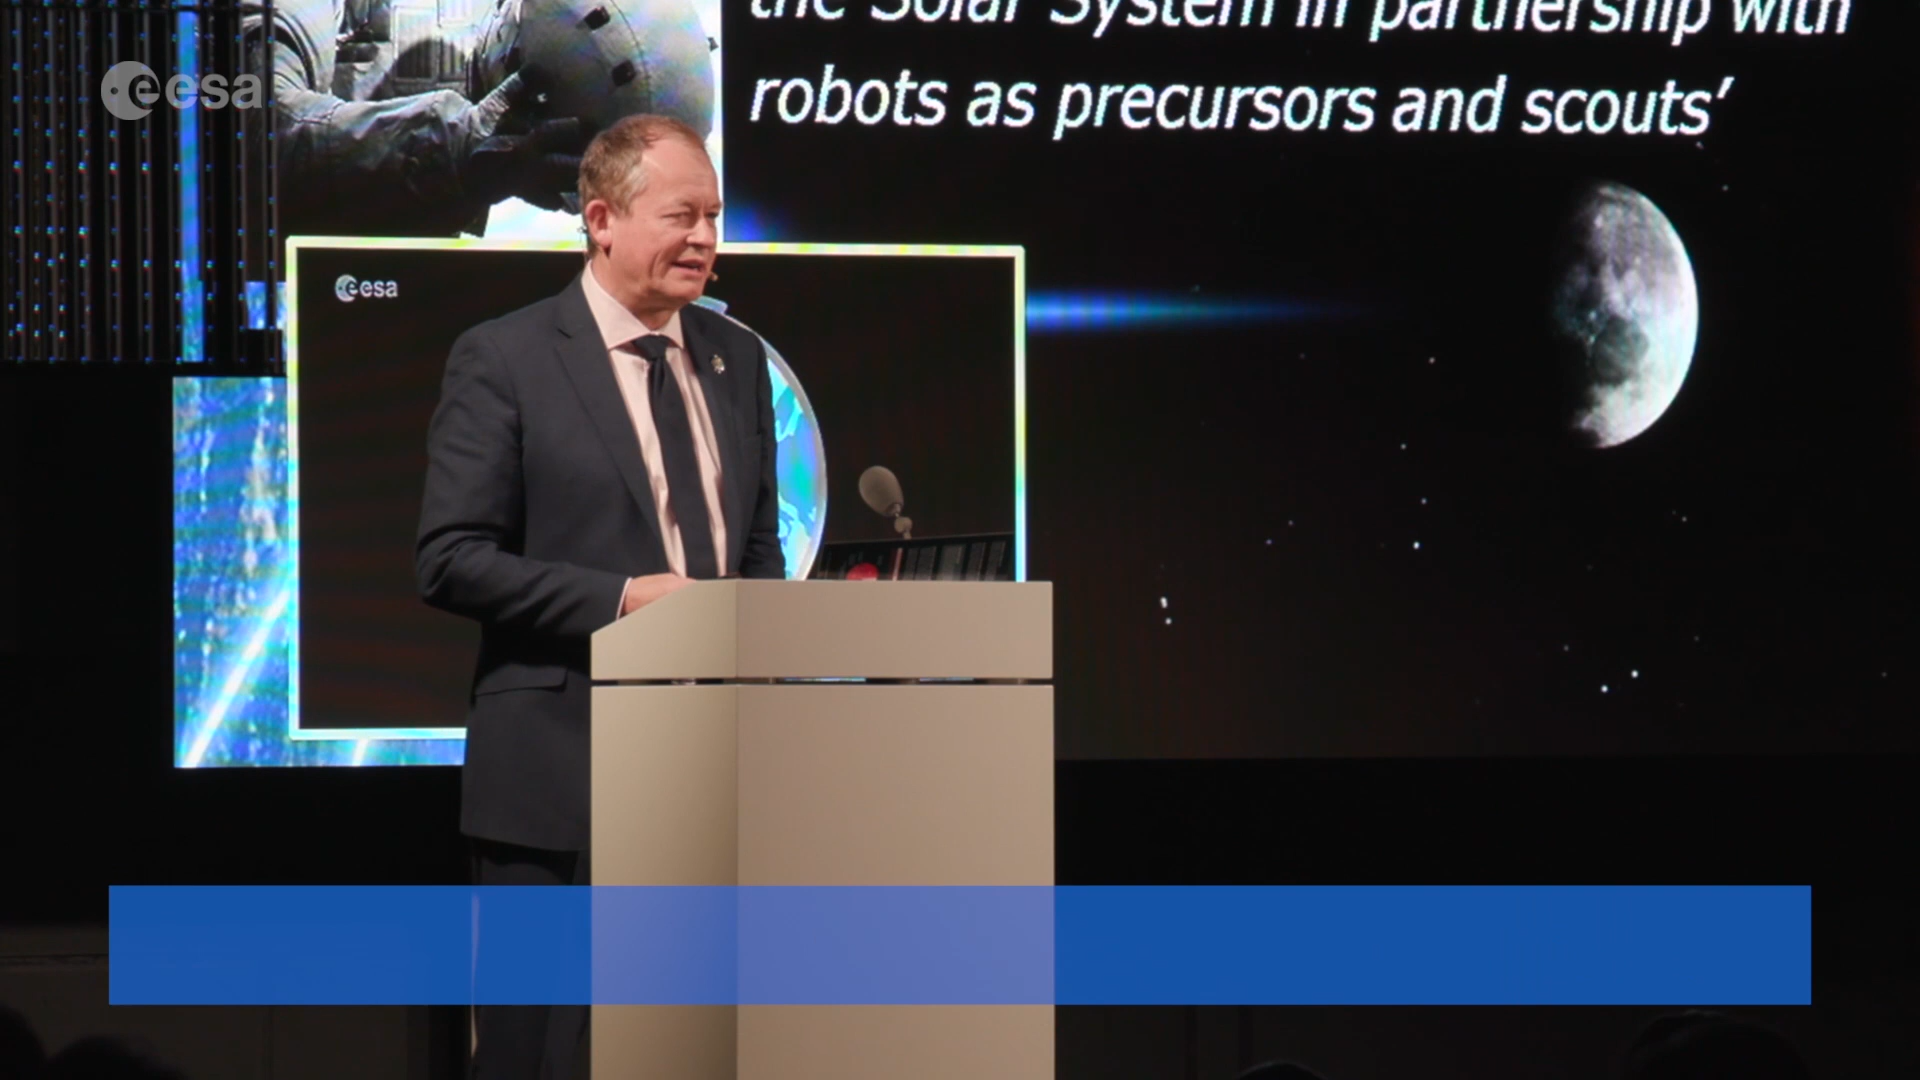 the Solar System in partnership with
robots as precursors and scouts’
esa
esa